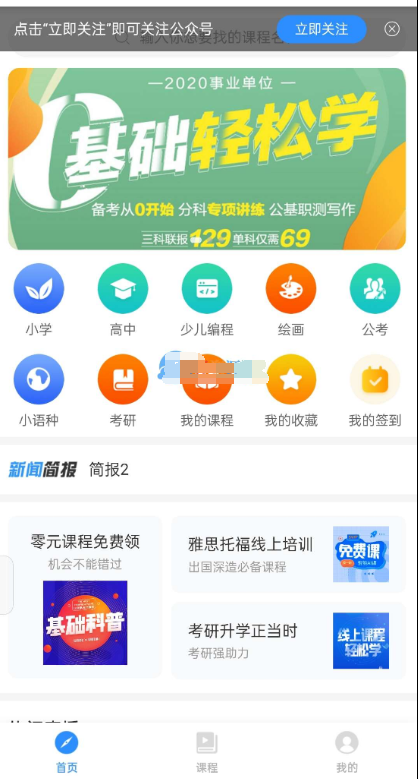 点击“立即关注”即可关注公众号
立即关注
输入你想要找的课程名
2020事业单位
0基础轻松学
备考从0开始 分科专项讲练 公基职测写作
三科联报129 单科仅需69
小学
高中
少儿编程
绘画
公考
小语种
考研
我的课程
我的收藏
我的签到
新闻简报
简报2
零元课程免费领
机会不能错过
基础科普
雅思托福线上培训
出国深造必备课程
免费课
考研升学正当时
考研强助力
线上课程
轻松学
首页
课程
我的